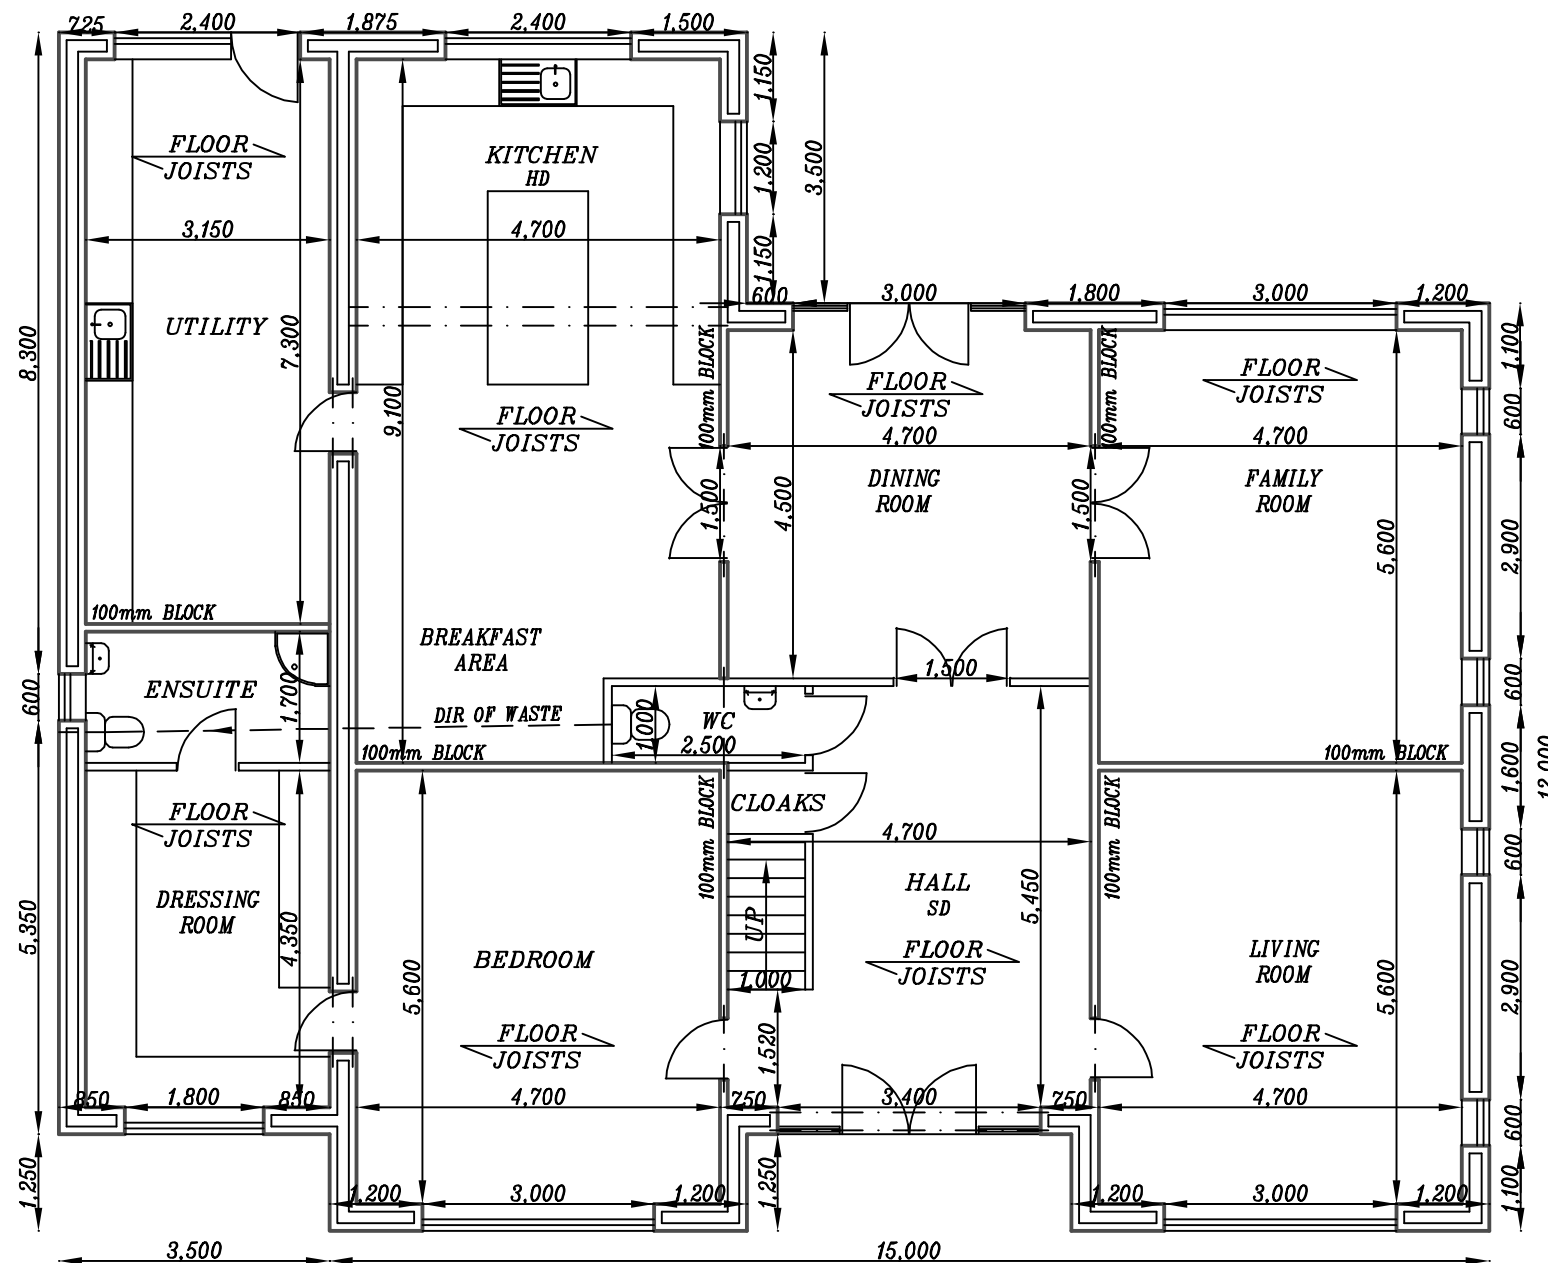 725
2,400
1,875
2,400
1,500
1,150
FLOOR
JOISTS
KITCHEN
HD
1,200
3,500
3,150
4,700
1,150
600
3,000
1,800
3,000
1,200
8,300
UTILITY
7,300
100mm BLOCK
100mm BLOCK
1,100
FLOOR
JOISTS
FLOOR
JOISTS
600
9,100
FLOOR
JOISTS
4,700
4,700
DINING
ROOM
FAMILY
ROOM
1,500
4,500
1,500
5,600
2,900
100mm BLOCK
BREAKFAST
AREA
1,500
600
ENSUITE
1,700
600
DIR OF WASTE
1,000
WC
2,500
100mm BLOCK
100mm BLOCK
1,600
12,000
CLOAKS
FLOOR
JOISTS
100mm BLOCK
4,700
100mm BLOCK
600
DRESSING
ROOM
HALL
SD
5,450
5,350
4,350
UP
BEDROOM
FLOOR
JOISTS
LIVING
ROOM
5,600
1,000
5,600
2,900
FLOOR
JOISTS
1,520
FLOOR
JOISTS
850
1,800
850
4,700
750
3,400
750
4,700
600
1,250
1,200
3,000
1,200
1,250
1,200
3,000
1,200
1,100
3,500
15,000